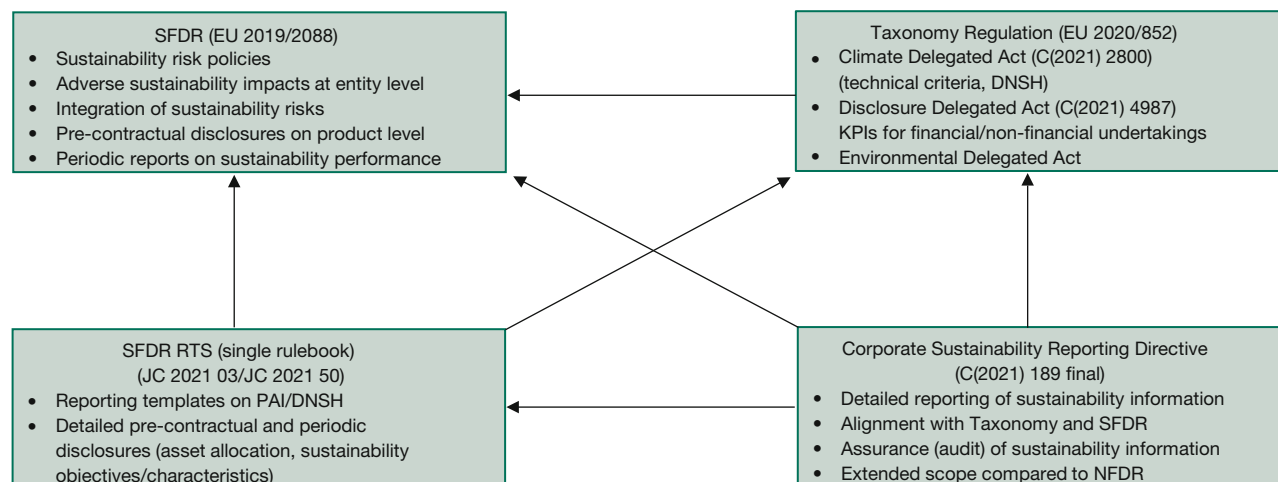 SFDR (EU 2019/2088)
• Sustainability risk policies
• Adverse sustainability impacts at entity level
• Integration of sustainability risks
• Pre-contractual disclosures on product level
• Periodic reports on sustainability performance
Taxonomy Regulation (EU 2020/852)
• Climate Delegated Act (C(2021) 2800)
(technical criteria, DNSH)
• Disclosure Delegated Act (C(2021) 4987)
KPIs for financial/non-financial undertakings
• Environmental Delegated Act
SFDR RTS (single rulebook)
(JC 2021 03/JC 2021 50)
• Reporting templates on PAI/DNSH
• Detailed pre-contractual and periodic
disclosures (asset allocation, sustainability
objectives/characteristics)
Corporate Sustainability Reporting Directive
(C(2021) 189 final)
• Detailed reporting of sustainability information
• Alignment with Taxonomy and SFDR
• Assurance (audit) of sustainability information
• Extended scope compared to NFDR